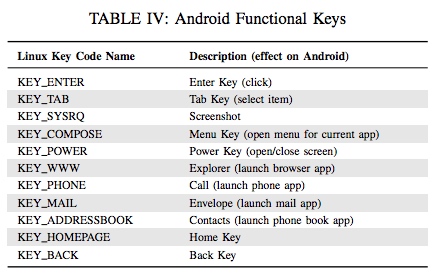 TABLE IV: Android Functional Keys
Linux Key Code Name Description (effect on Android)
KEY_ENTER Enter Key (click)
KEY_TAB Tab Key (select item)
KEY_SYSRQ Screenshot
KEY_COMPOSE Menu Key (open menu for current app)
KEY_POWER Power Key (open/close screen)
KEY_WWW Explorer (launch browser app)
KEY_PHONE Call (launch phone app)
KEY_MAIL Envelope (launch mail app)
KEY_ADDRESSBOOK Contacts (launch phone book app)
KEY_HOMEPAGE Home Key
KEY_BACK Back Key